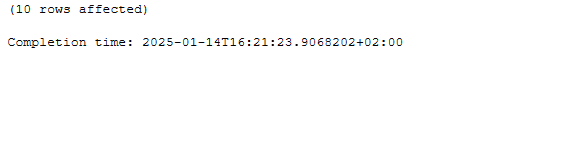 (10 rows affected)
Completion time: 2025-01-14T16:21:23.9068202+02:00